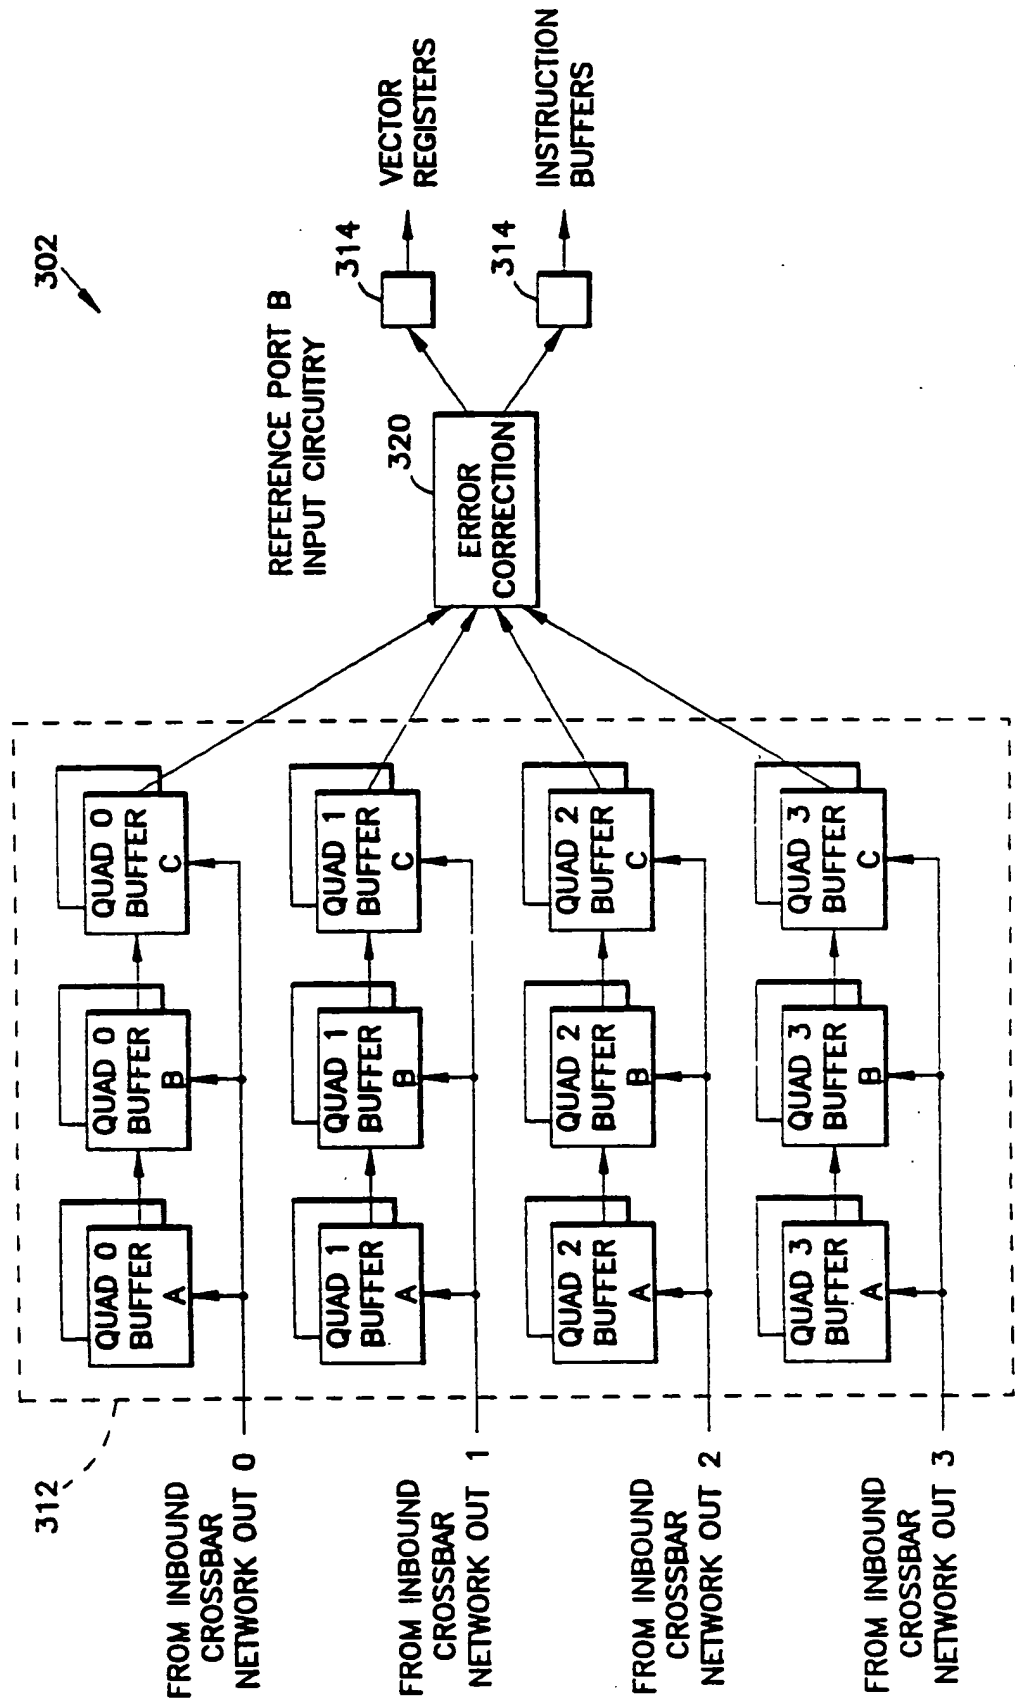 302
REFERENCE PORT B
INPUT CIRCUITRY
312
FROM INBOUND
CROSSBAR
NETWORK OUT 0
QUAD 0
BUFFER
A
QUAD 0
BUFFER
B
QUAD 0
BUFFER
C
FROM INBOUND
CROSSBAR
NETWORK OUT 1
QUAD 1
BUFFER
A
QUAD 1
BUFFER
B
QUAD 1
BUFFER
C
FROM INBOUND
CROSSBAR
NETWORK OUT 2
QUAD 2
BUFFER
A
QUAD 2
BUFFER
B
QUAD 2
BUFFER
C
FROM INBOUND
CROSSBAR
NETWORK OUT 3
QUAD 3
BUFFER
A
QUAD 3
BUFFER
B
QUAD 3
BUFFER
C
320
ERROR
CORRECTION
314
VECTOR
REGISTERS
314
INSTRUCTION
BUFFERS